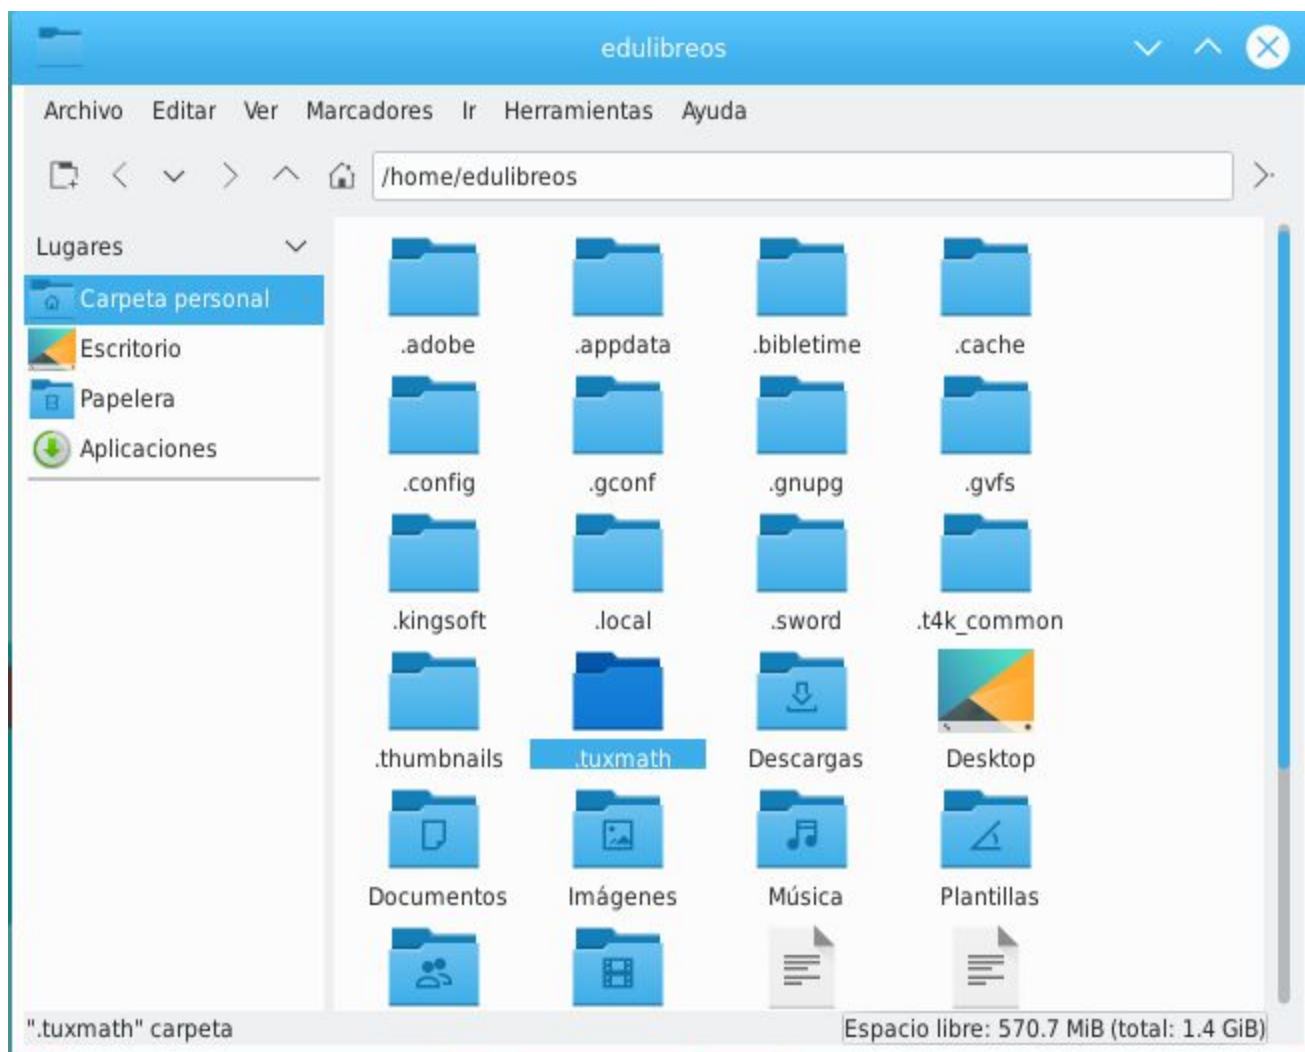 edulibreos
Archivo Editar Ver Marcadores Ir Herramientas Ayuda
/home/edulibreos
Lugares
Carpeta personal
Escritorio
Papelera
Aplicaciones
.adobe .appdata .bibletime .cache
.config .gconf .gnupg .gvfs
.kingsoft .local .sword .t4k_common
.thumbnails .tuxmath Descargas Desktop
Documentos Imágenes Música Plantillas
".tuxmath" carpeta
Espacio libre: 570.7 MiB (total: 1.4 GiB)